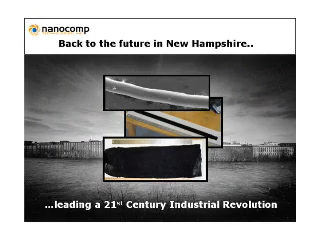 nanocomp
Back to the future in New Hampshire..
...leading a 21st Century Industrial Revolution